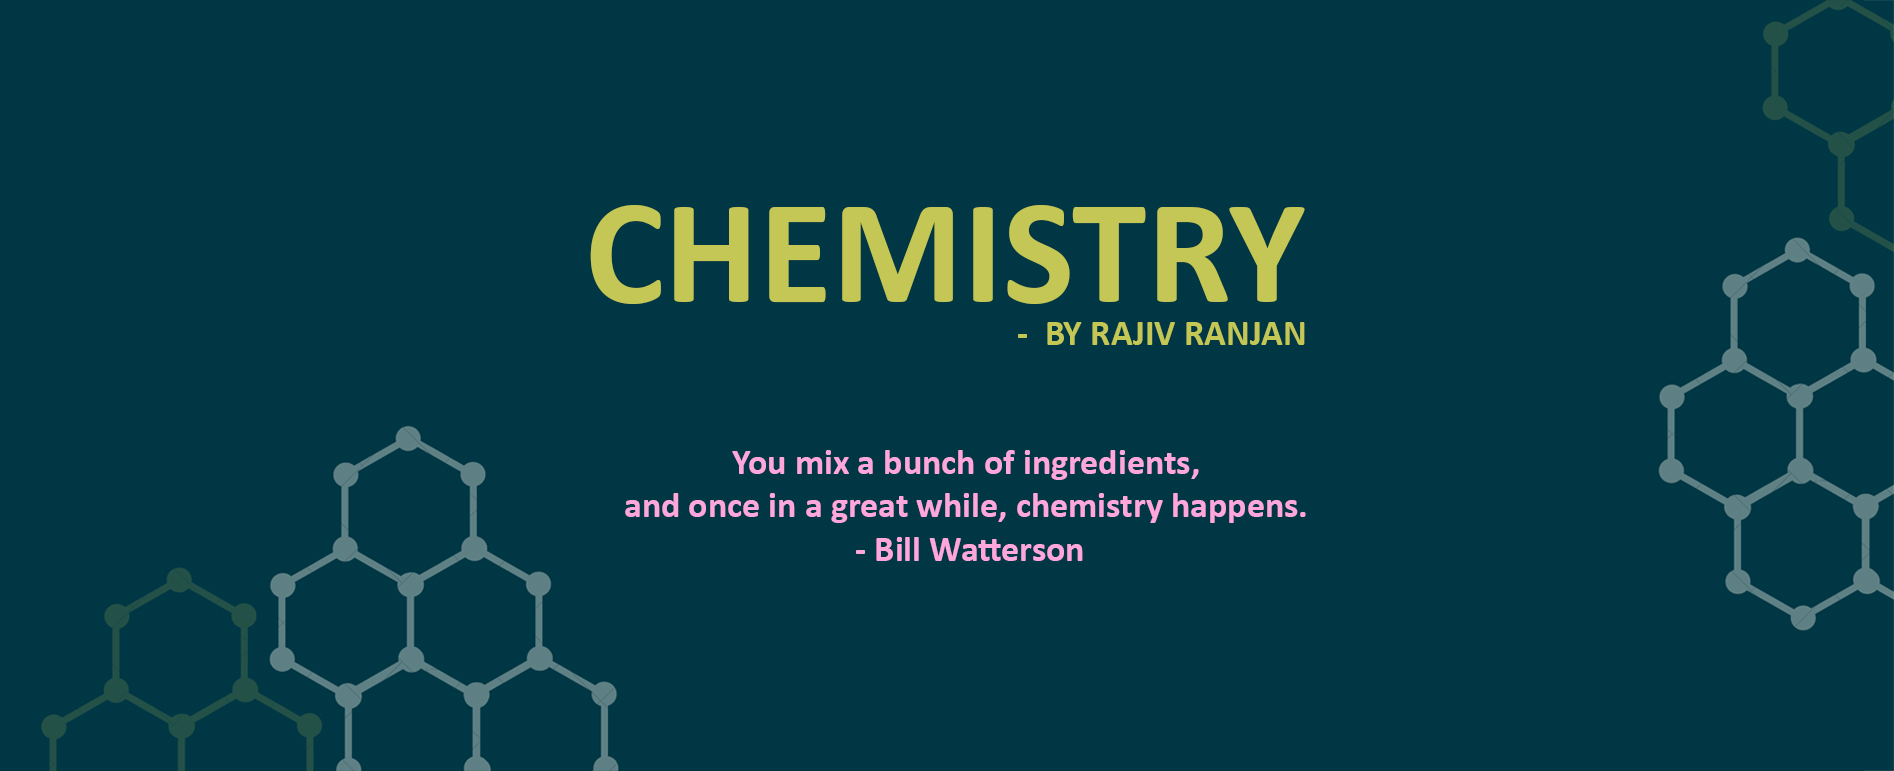 CHEMISTRY
- BY RAJIV RANJAN
You mix a bunch of ingredients,
and once in a great while, chemistry happens.
- Bill Watterson